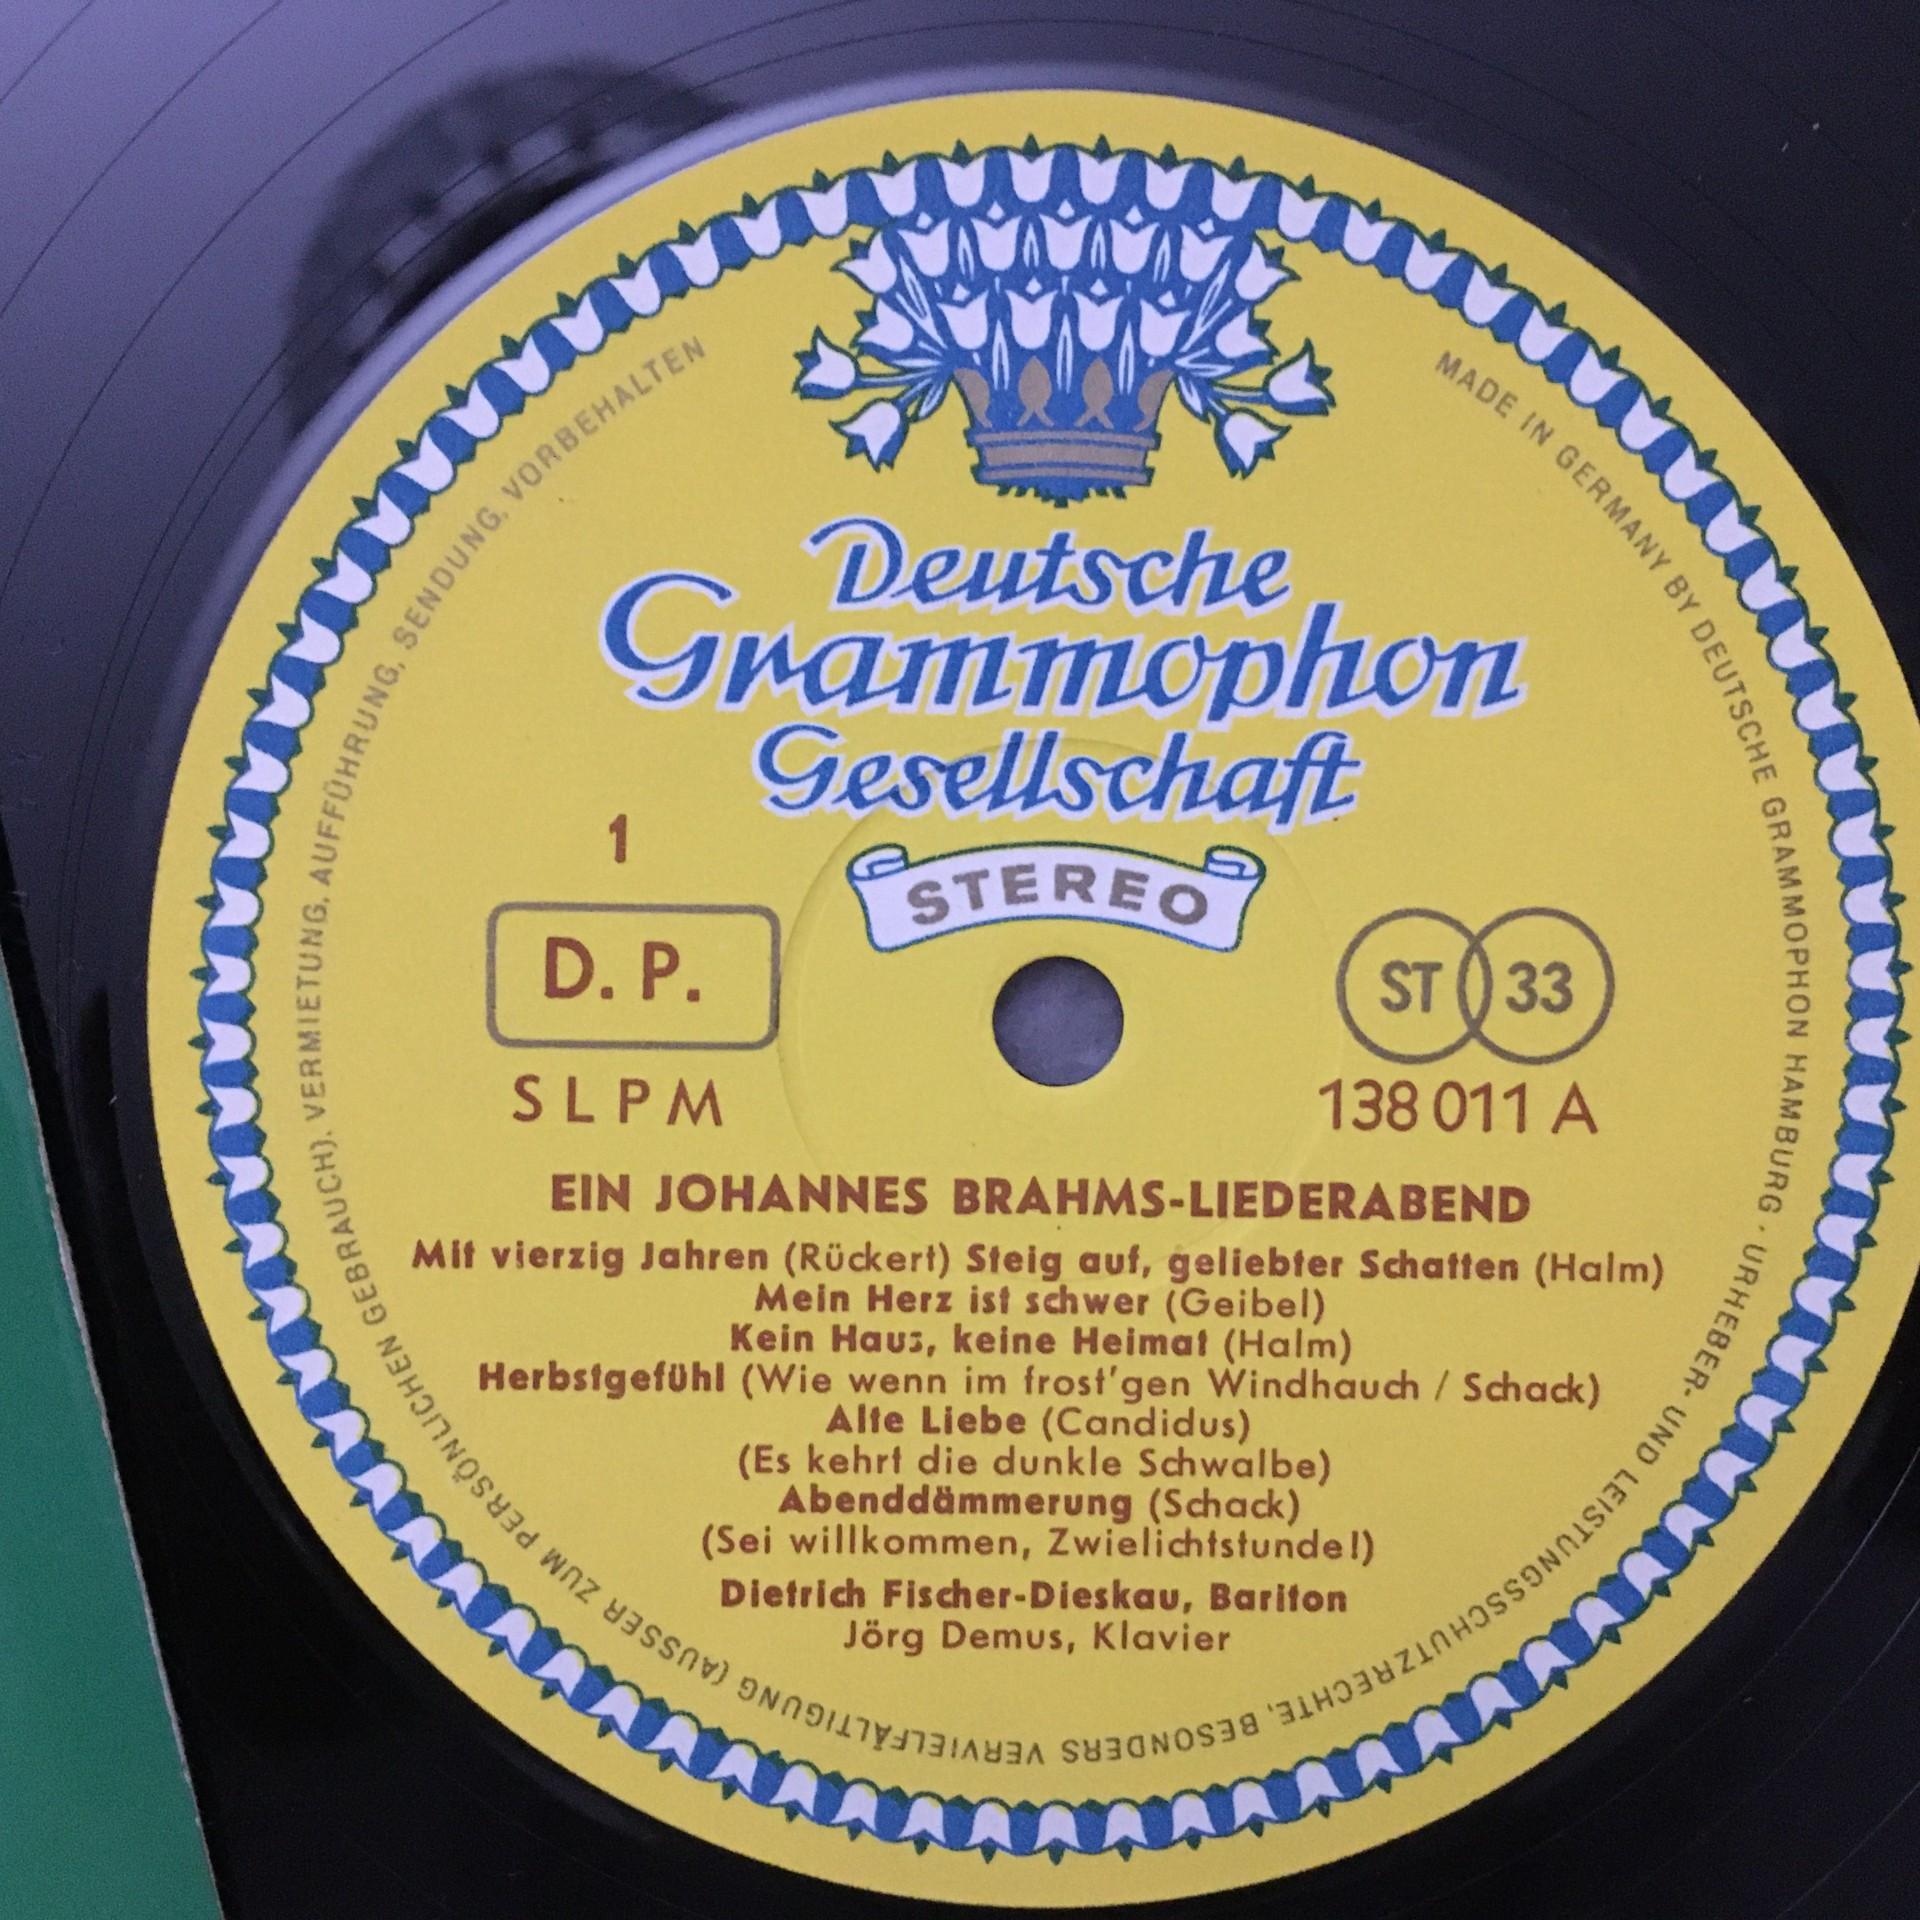 Deutsche
Grammophon
Gesellschaft
STEREO
1
D. P.
SLPM
ST 33
138 011 A
EIN JOHANNES BRAHMS-LIEDERABEND
Mit vierzig Jahren (Rückert) Steig auf, geliebter Schatten (Halm)
Mein Herz ist schwer (Geibel)
Kein Haus, keine Heimat (Halm)
Herbstgefühl (Wie wenn im frost'gen Windhauch / Schack)
Alte Liebe (Candidus)
(Es kehrt die dunkle Schwalbe)
Abenddämmerung (Schack)
(Sei willkommen, Zwielichtstunde!)
Dietrich Fischer-Dieskau, Bariton
Jörg Demus, Klavier
MADE IN GERMANY BY DEUTSCHE GRAMMOPHON HAMBURG · URHEBER- UND LEISTUNGSSCHUTZRECHTE, BESONDERS VERVIELFÄLTIGUNG (AUSSER ZUM PERSÖNLICHEN GEBRAUCH), VERMIETUNG, AUFFÜHRUNG, SENDUNG, VORBEHALTEN